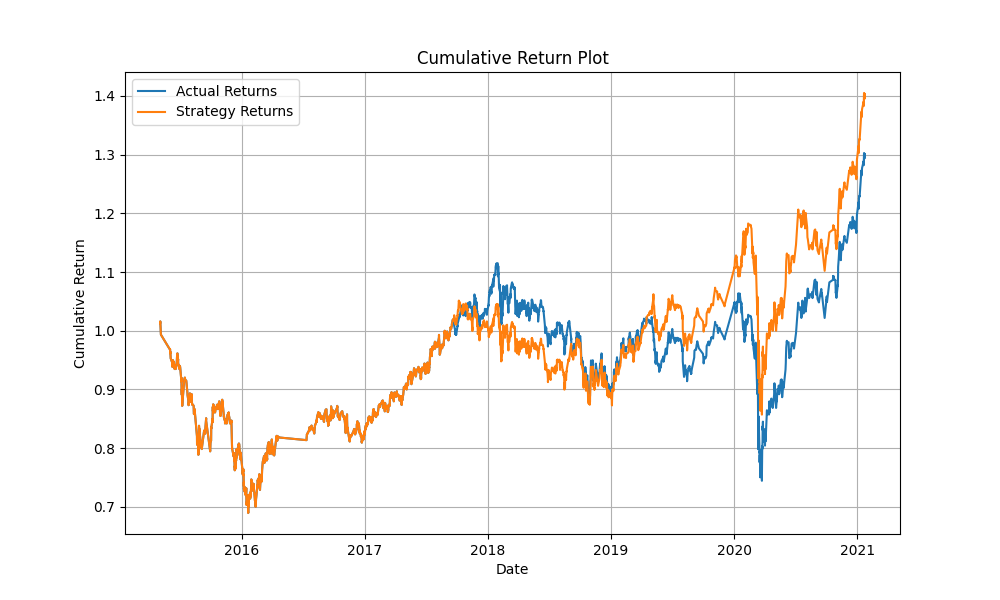 Cumulative Return Plot
Actual Returns
Strategy Returns
Cumulative Return
1.4
1.3
1.2
1.1
1.0
0.9
0.8
0.7
2016 2017 2018 2019 2020 2021
Date